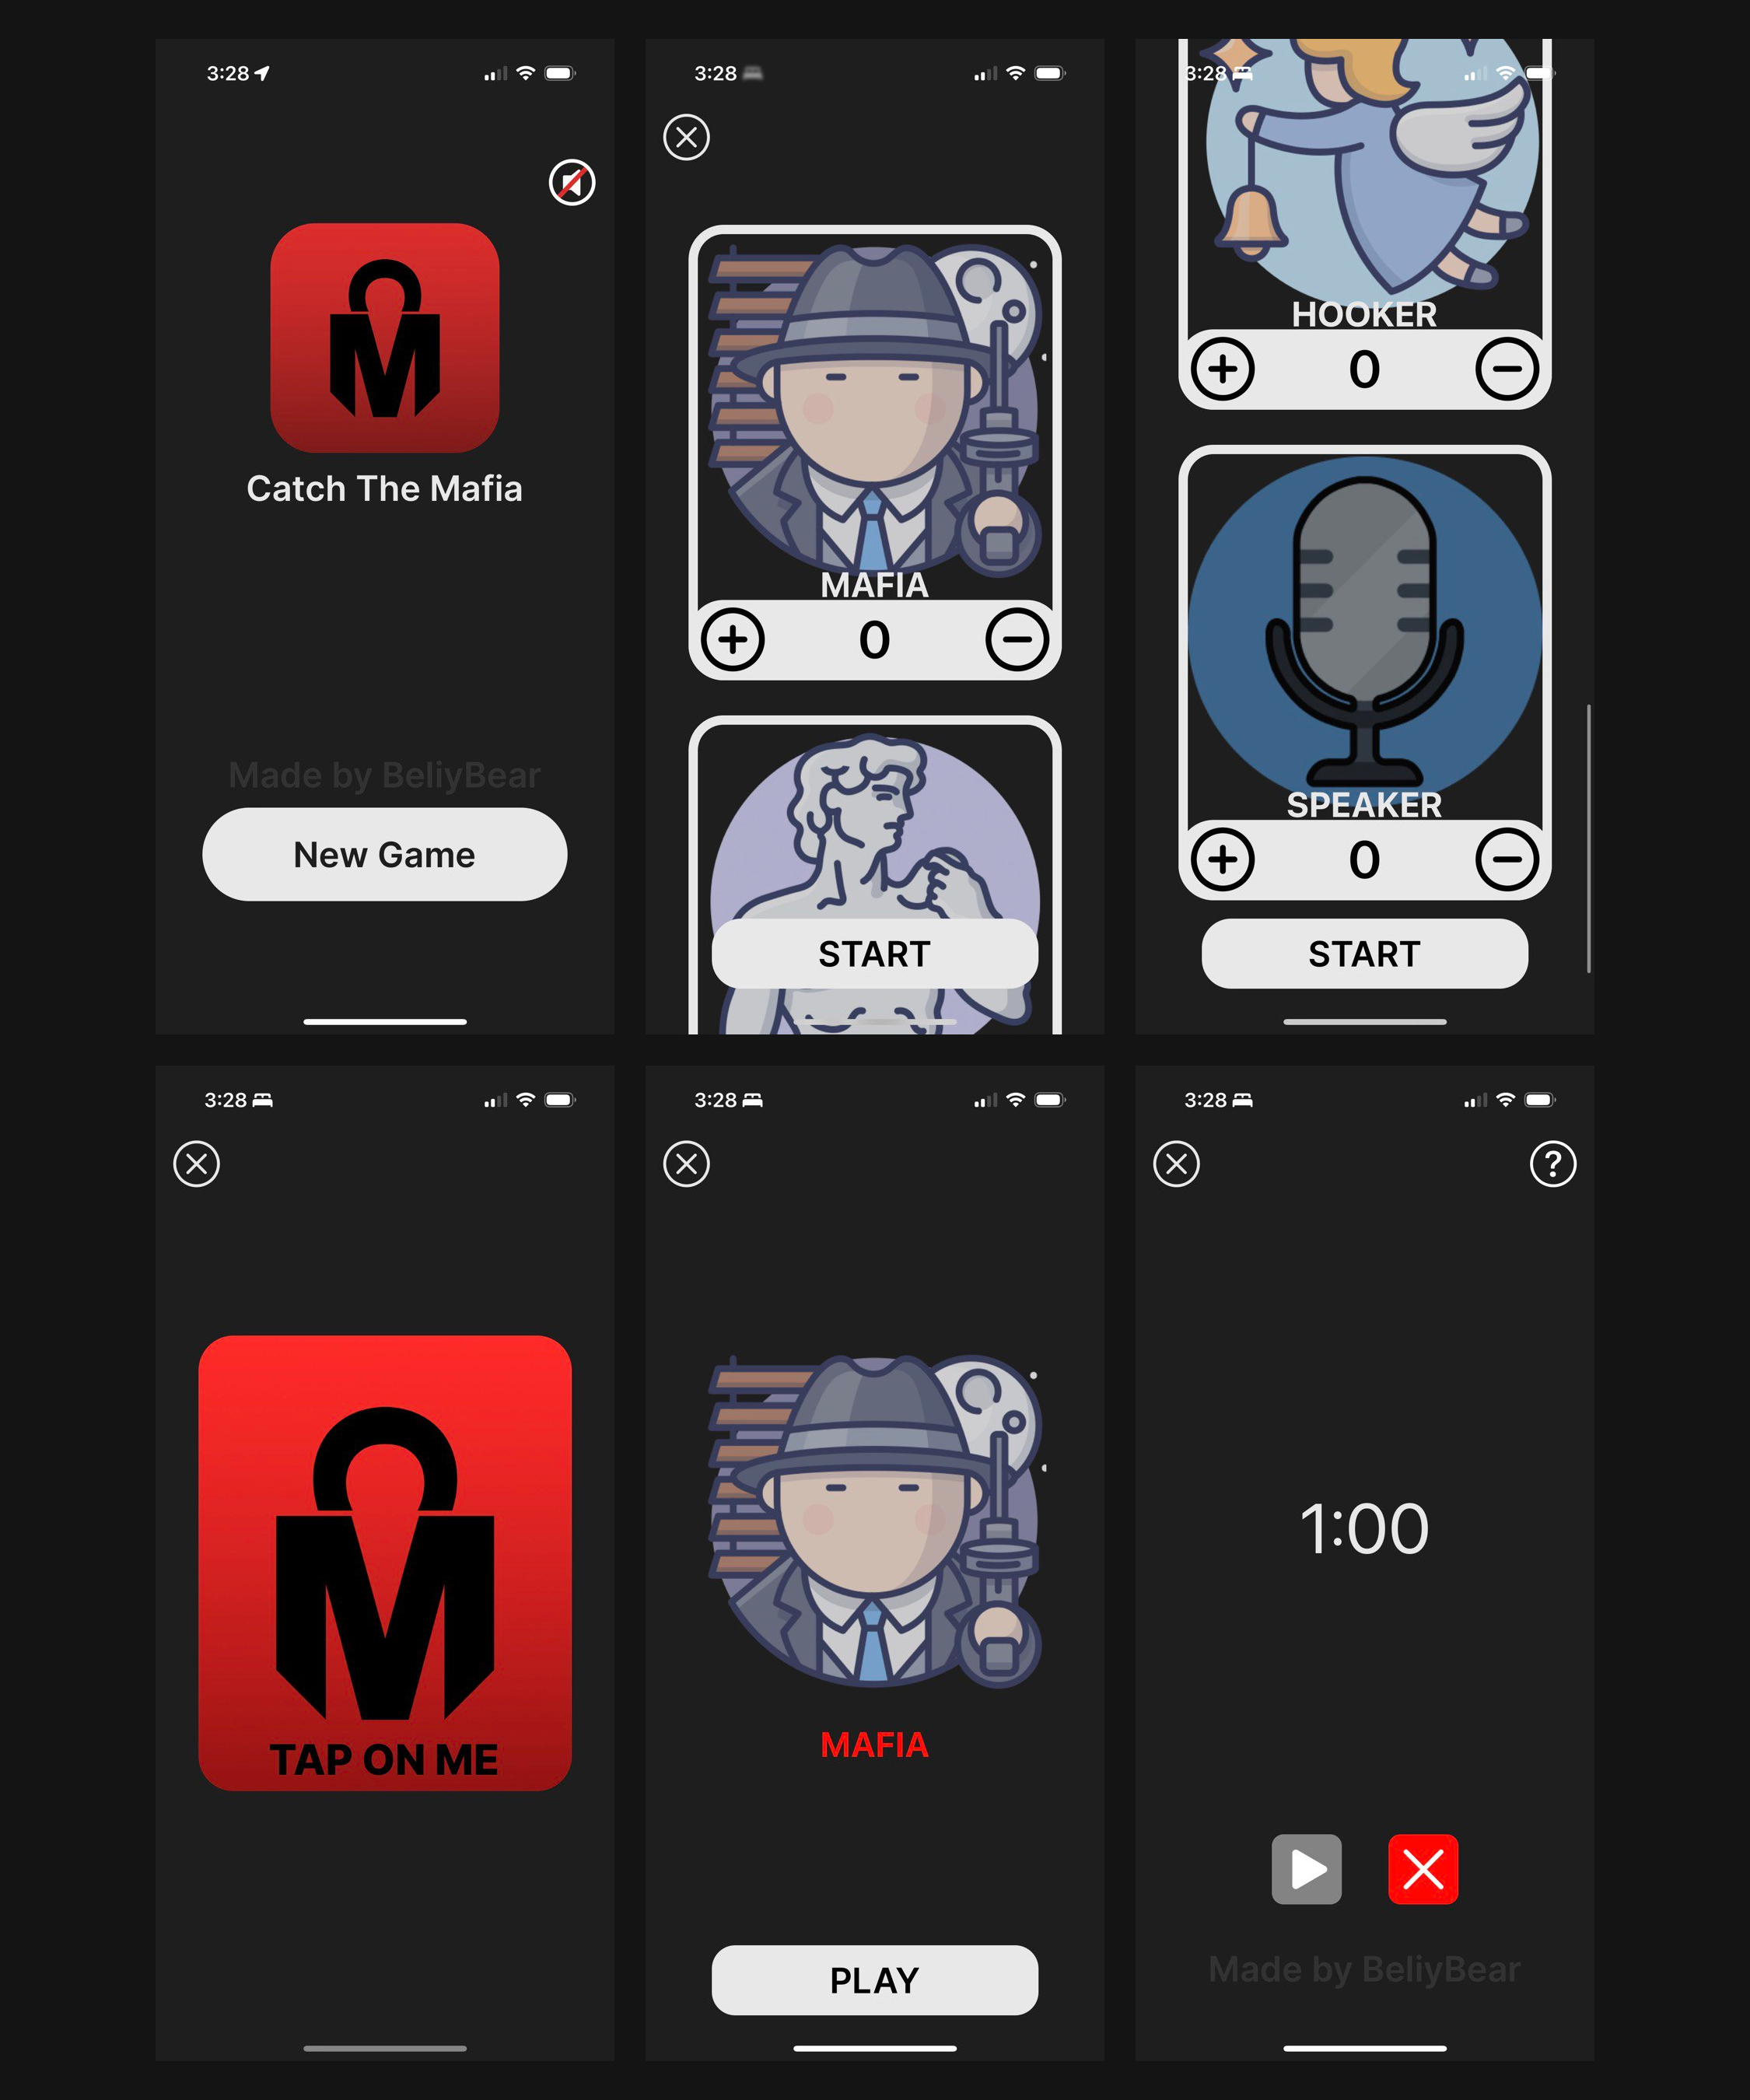 3:28
Catch The Mafia
Made by BeliyBear
New Game
3:28
MAFIA
0
START
3:28
HOOKER
0
SPEAKER
0
START
3:28
M
TAP ON ME
3:28
MAFIA
PLAY
3:28
?
1:00
Made by BeliyBear